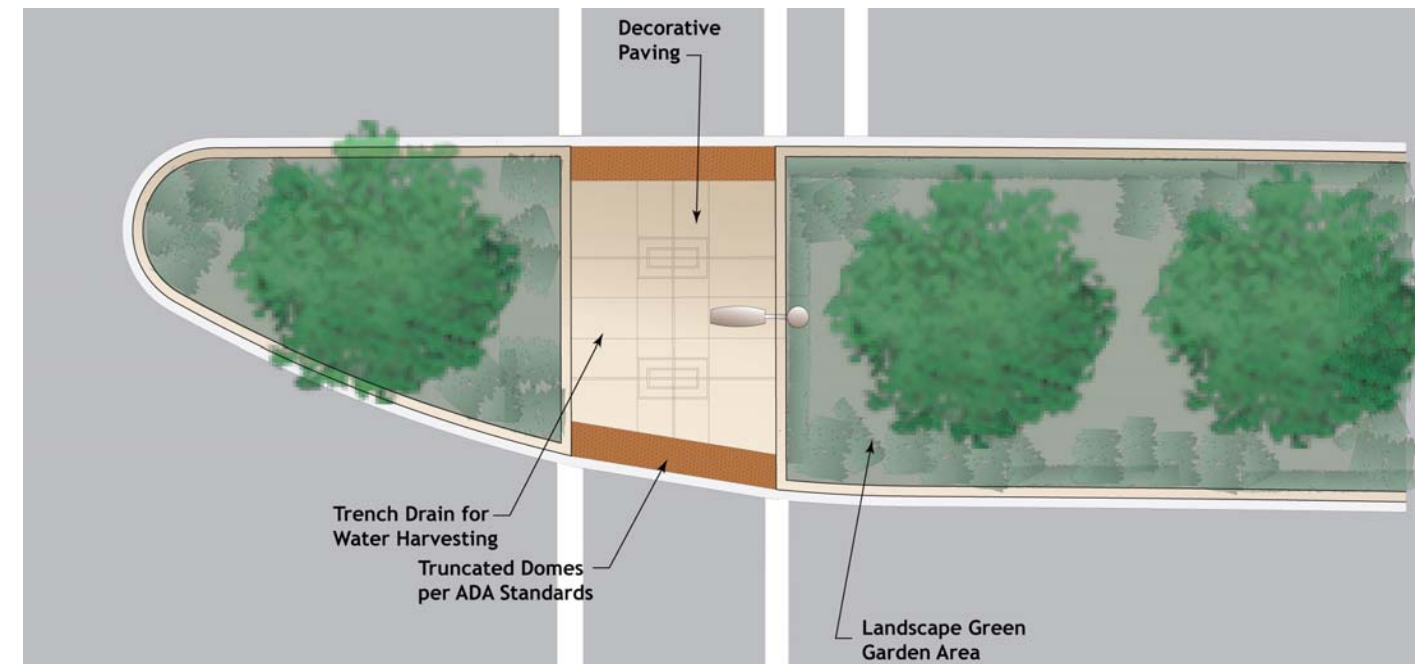 Decorative
Paving
Trench Drain for
Water Harvesting
Truncated Domes
per ADA Standards
Landscape Green
Garden Area